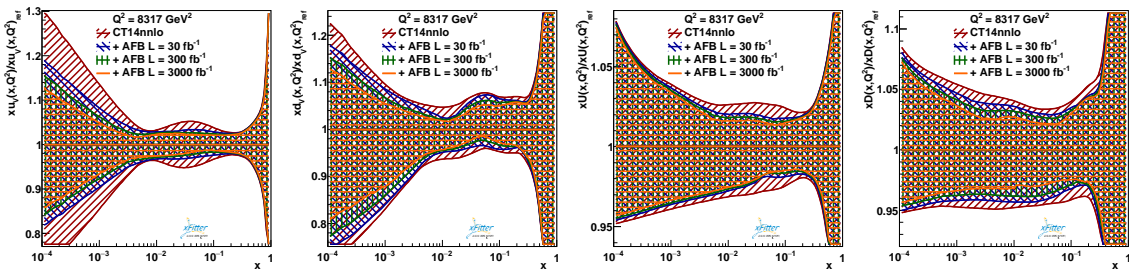 Q² = 8317 GeV²
CT14nnlo
+ AFB L = 30 fb⁻¹
+ AFB L = 300 fb⁻¹
+ AFB L = 3000 fb⁻¹
xu_V(x,Q²)/xu_V(x,Q²)_ref
1.3
1.2
1.1
1
0.9
0.8
10⁻⁴ 10⁻³ 10⁻² 10⁻¹ 1
x
xFitter
Q² = 8317 GeV²
CT14nnlo
+ AFB L = 30 fb⁻¹
+ AFB L = 300 fb⁻¹
+ AFB L = 3000 fb⁻¹
xd_V(x,Q²)/xd_V(x,Q²)_ref
1.2
1.1
1
0.9
0.8
10⁻⁴ 10⁻³ 10⁻² 10⁻¹ 1
x
xFitter
Q² = 8317 GeV²
CT14nnlo
+ AFB L = 30 fb⁻¹
+ AFB L = 300 fb⁻¹
+ AFB L = 3000 fb⁻¹
xU(x,Q²)/xU(x,Q²)_ref
1.05
1
0.95
10⁻⁴ 10⁻³ 10⁻² 10⁻¹ 1
x
xFitter
Q² = 8317 GeV²
CT14nnlo
+ AFB L = 30 fb⁻¹
+ AFB L = 300 fb⁻¹
+ AFB L = 3000 fb⁻¹
xD(x,Q²)/xD(x,Q²)_ref
1.1
1.05
1
0.95
10⁻⁴ 10⁻³ 10⁻² 10⁻¹ 1
x
xFitter